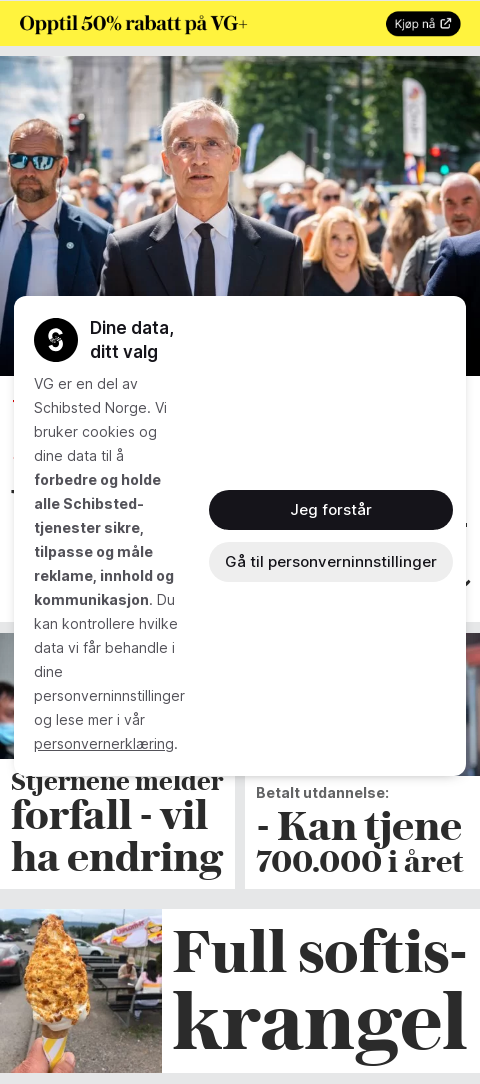 Opptil 50% rabatt på VG+
Kjøp nå
Dine data,
ditt valg
VG er en del av
Schibsted Norge. Vi
bruker cookies og
dine data til å
forbedre og holde
alle Schibsted-
tjenester sikre,
tilpasse og måle
reklame, innhold og
kommunikasjon. Du
kan kontrollere hvilke
data vi får behandle i
dine
personverninnstillinger
og lese mer i vår
personvernerklæring.
Jeg forstår
Gå til personverninnstillinger
Stjernene melder
forfall - vil
ha endring
Betalt utdannelse:
- Kan tjene
700.000 i året
Full softis-
krangel